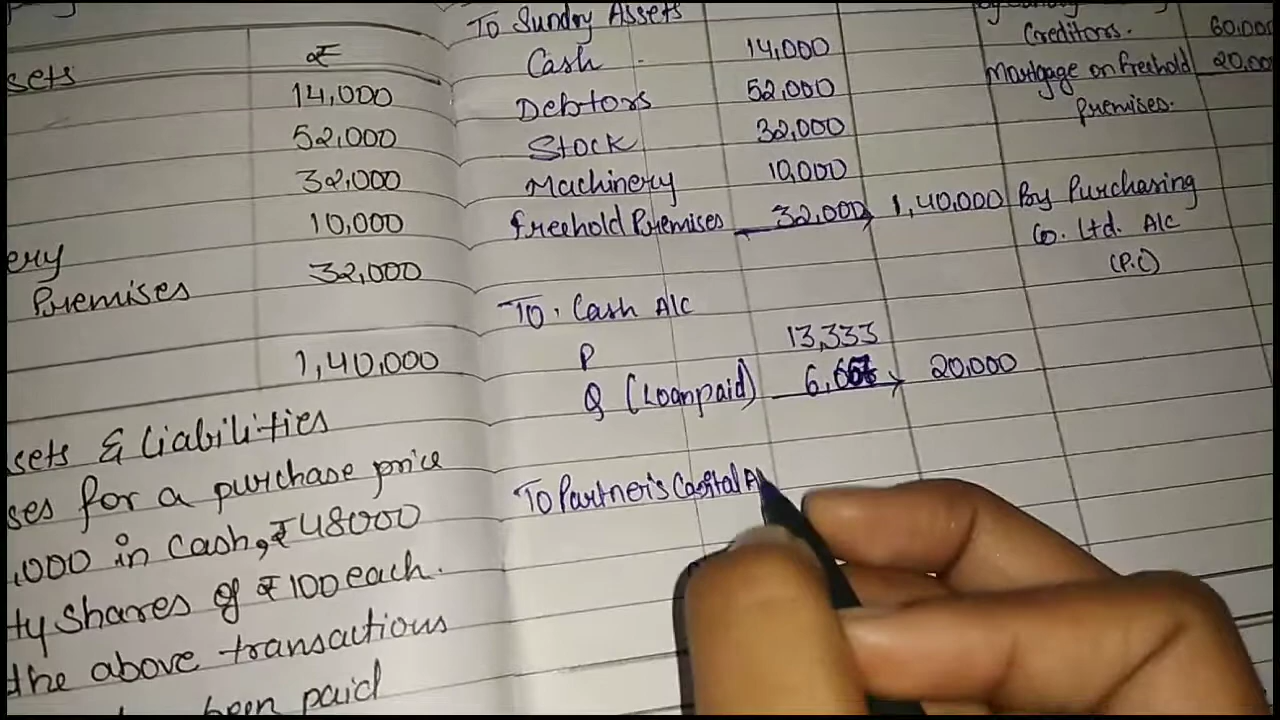 sets ₹
14,000
52,000
32,000
10,000
ery
Premises 32,000
1,40,000
sets & liabilities
ses for a purchase price
,000 in cash, ₹48000
ty shares of ₹100 each.
the above transactions
been paid
To Sundry Assets
Cash 14,000
Debtors 52,000
Stock 32,000
Machinery 10,000
freehold Premises 32,000 1,40,000
To Cash A/c
P 13,333
Q (Loan paid) 6,667 20,000
To Partner's Capital A
Creditors. 60,000
Mortgage on freehold 20,00
Premises.
By Purchasing
Co. Ltd. A/c
(P.C)